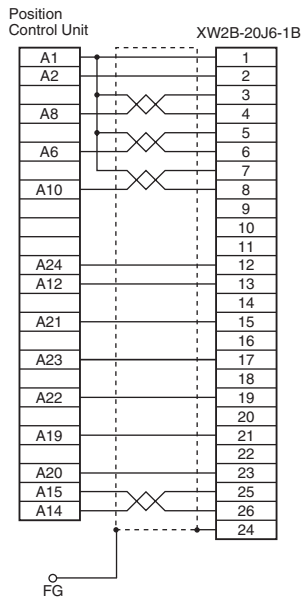 Position
Control Unit
XW2B-20J6-1B
A1 1
A2 2
3
A8 4
5
A6 6
7
A10 8
9
10
11
A24 12
A12 13
14
A21 15
16
A23 17
18
A22 19
20
A19 21
22
A20 23
A15 25
A14 26
24
FG